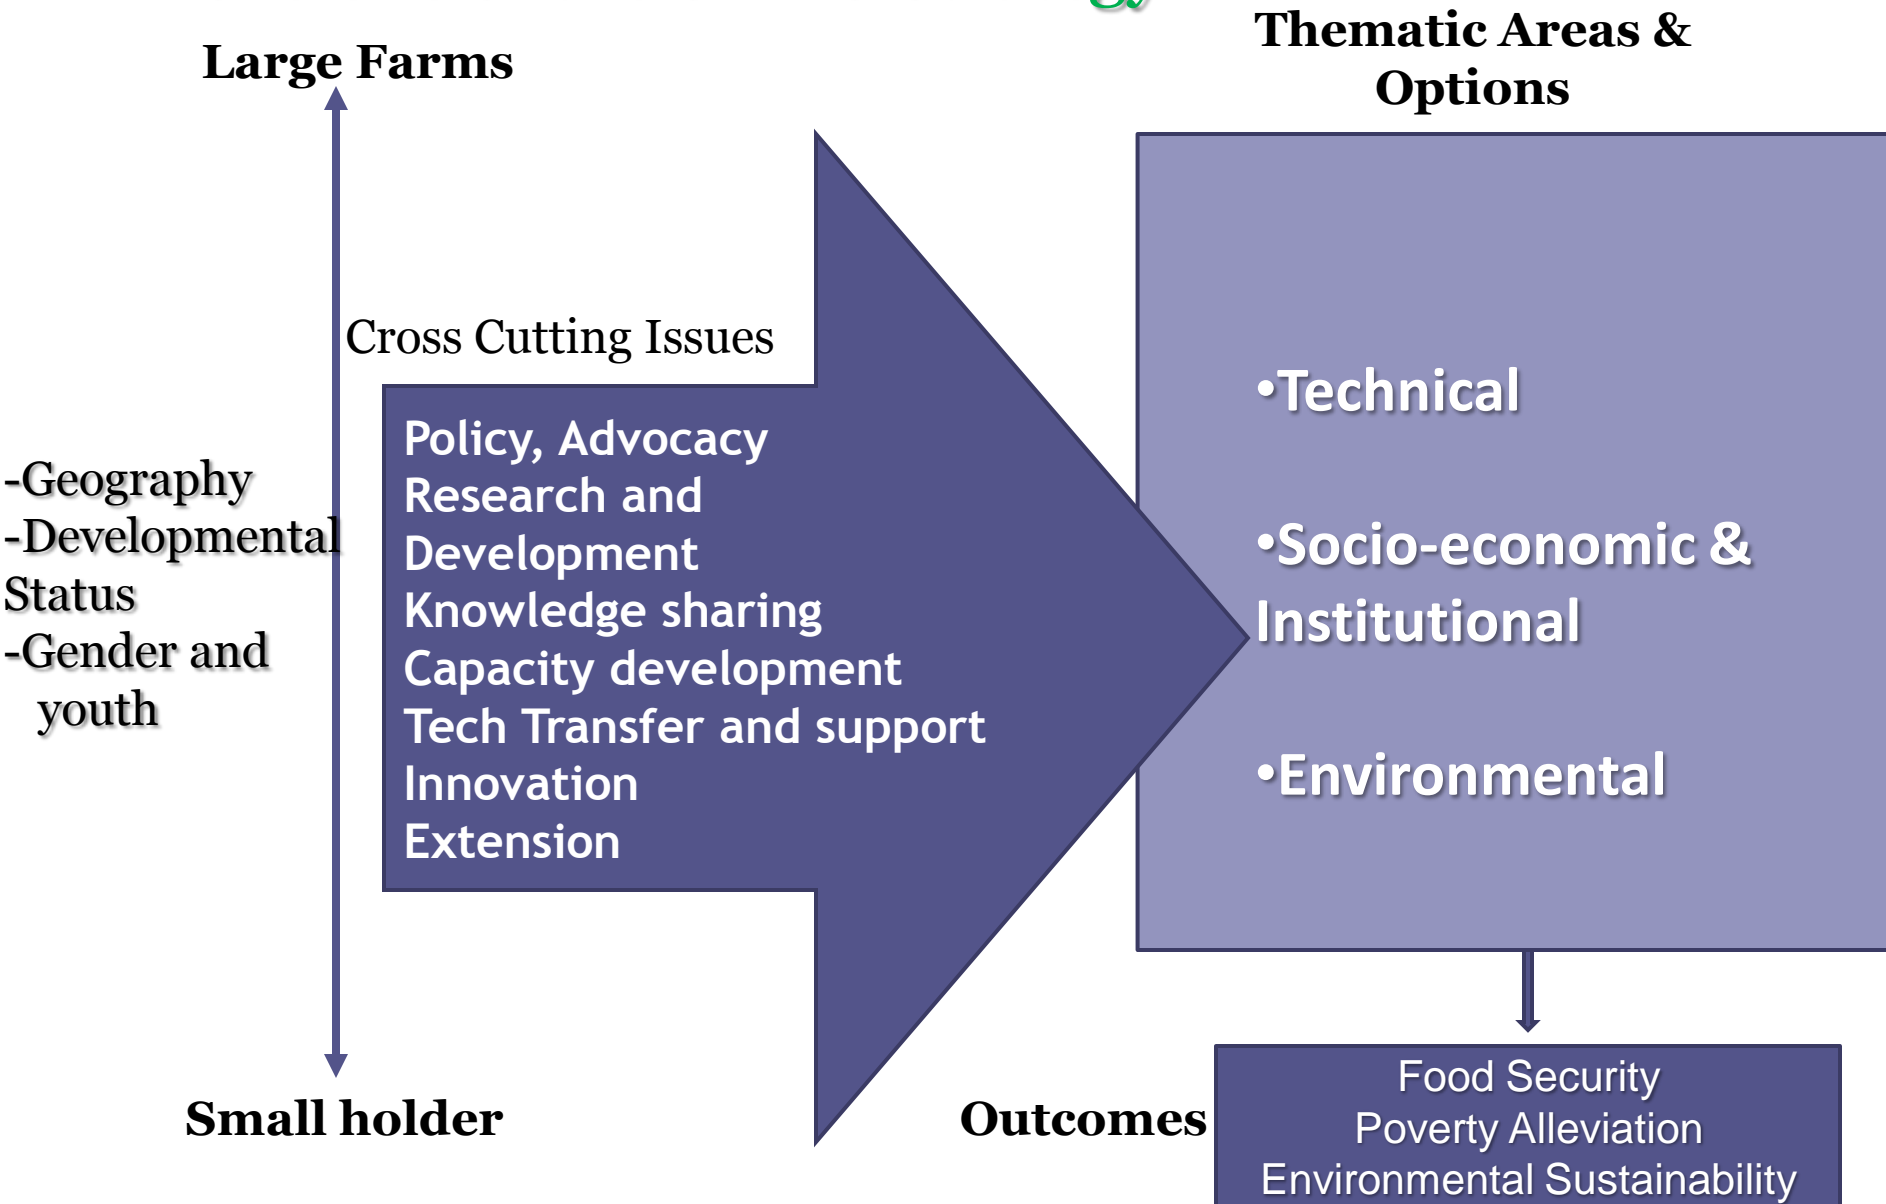 Thematic Areas &
Options
Large Farms
Cross Cutting Issues
-Geography
-Developmental
Status
-Gender and
youth
Policy, Advocacy
Research and
Development
Knowledge sharing
Capacity development
Tech Transfer and support
Innovation
Extension
•Technical
•Socio-economic &
Institutional
•Environmental
Small holder
Outcomes
Food Security
Poverty Alleviation
Environmental Sustainability